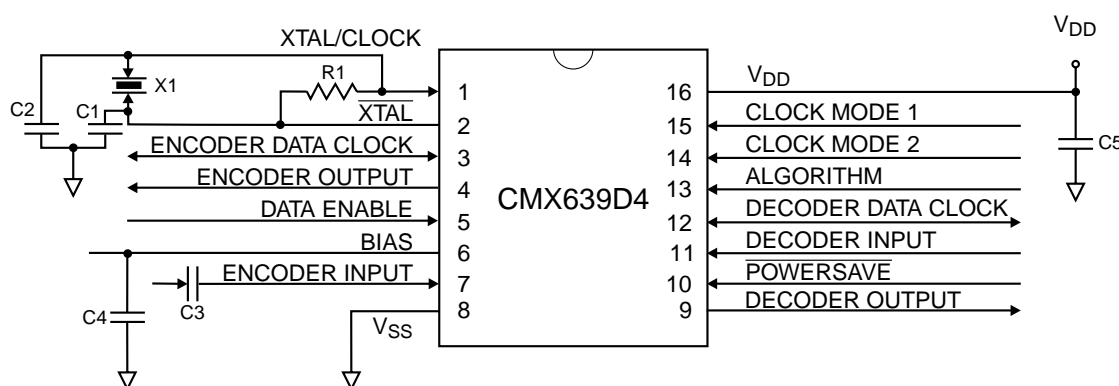 XTAL/CLOCK
V_DD
R1
V_DD
X1
1
16
C2
C1
X̅T̅A̅L̅
CLOCK MODE 1
2
15
C5
ENCODER DATA CLOCK
CLOCK MODE 2
3
14
ENCODER OUTPUT
ALGORITHM
4
13
CMX639D4
DATA ENABLE
DECODER DATA CLOCK
5
12
BIAS
DECODER INPUT
6
11
ENCODER INPUT
P̅O̅W̅E̅R̅S̅A̅V̅E̅
7
10
C3
C4
V_SS
DECODER OUTPUT
8
9